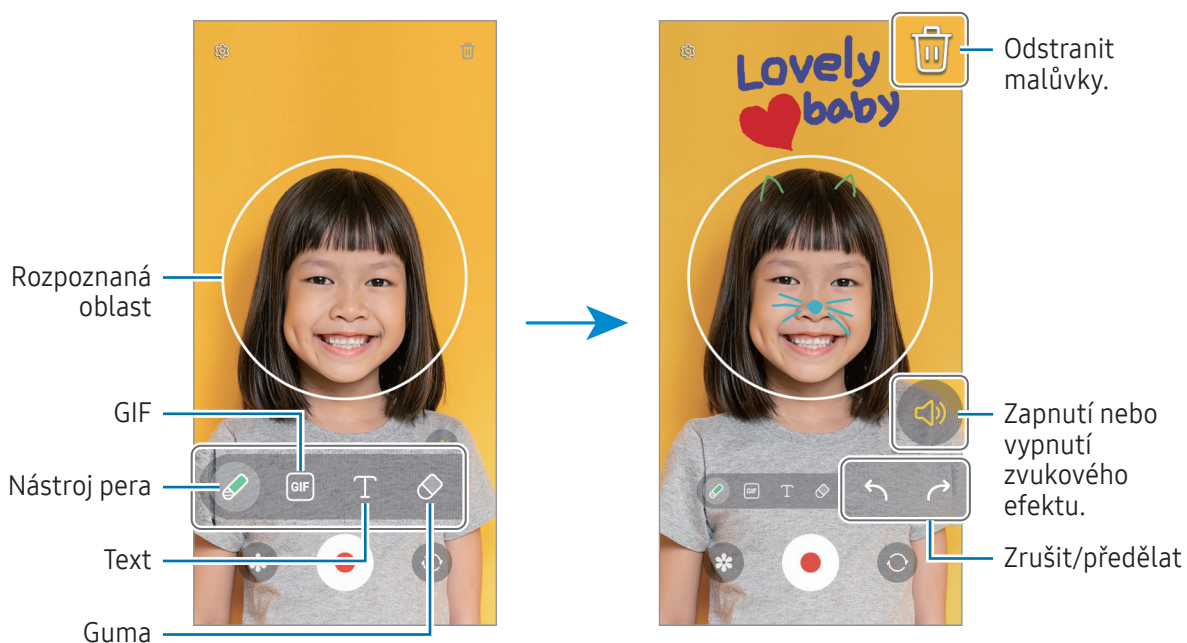 Rozpoznaná
oblast
GIF
Nástroj pera
Text
Guma
GIF
T
Lovely
baby
GIF
T
Odstranit
malůvky.
Zapnutí nebo
vypnutí
zvukového
efektu.
Zrušit/předělat